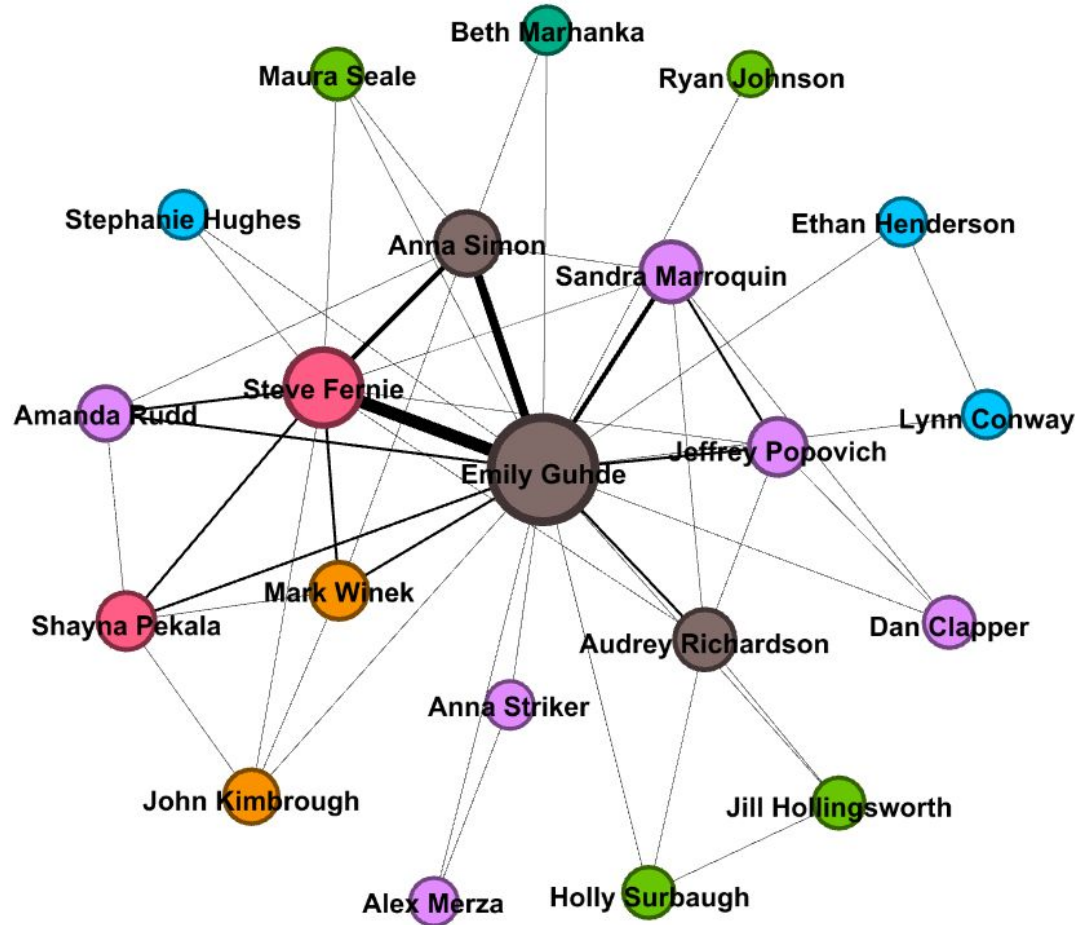 Beth Marhanka
Maura Seale
Ryan Johnson
Stephanie Hughes
Ethan Henderson
Anna Simon
Sandra Marroquin
Steve Fernie
Amanda Rudd
Lynn Conway
Jeffrey Popovich
Emily Guhde
Mark Winek
Shayna Pekala
Dan Clapper
Audrey Richardson
Anna Striker
John Kimbrough
Jill Hollingsworth
Holly Surbaugh
Alex Merza